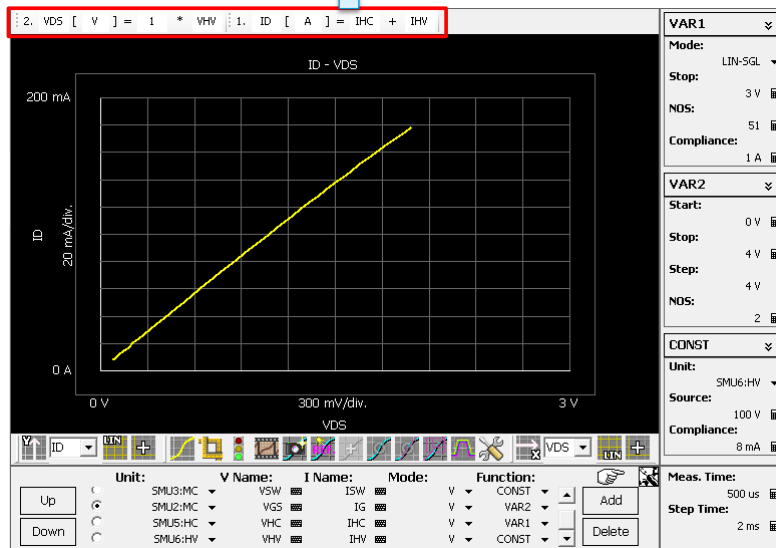 2. VDS [ V ] = 1 * VHV 1. ID [ A ] = IHC + IHV
ID - VDS
200 mA
ID
20 mA/div.
0 A
0 V 300 mV/div. 3 V
VDS
Y ID LIN X VDS LIN
Unit: V Name: I Name: Mode: Function:
SMU3:MC VSW ISW V CONST
SMU2:MC VGS IG V VAR2
SMU5:HC VHC IHC V VAR1
SMU6:HV VHV IHV V CONST
Up
Down
Add
Delete
VAR1
Mode:
LIN-SGL
Stop:
3 V
NOS:
51
Compliance:
1 A
VAR2
Start:
0 V
Stop:
4 V
Step:
4 V
NOS:
2
CONST
Unit:
SMU6:HV
Source:
100 V
Compliance:
8 mA
Meas. Time:
500 us
Step Time:
2 ms